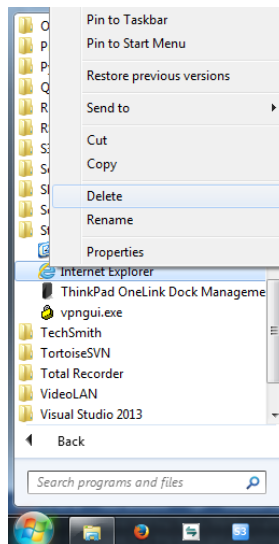 Pin to Taskbar
Pin to Start Menu
Restore previous versions
Send to
Cut
Copy
Delete
Rename
Properties
Internet Explorer
ThinkPad OneLink Dock Manageme
vpngui.exe
TechSmith
TortoiseSVN
Total Recorder
VideoLAN
Visual Studio 2013
Back
Search programs and files
S3